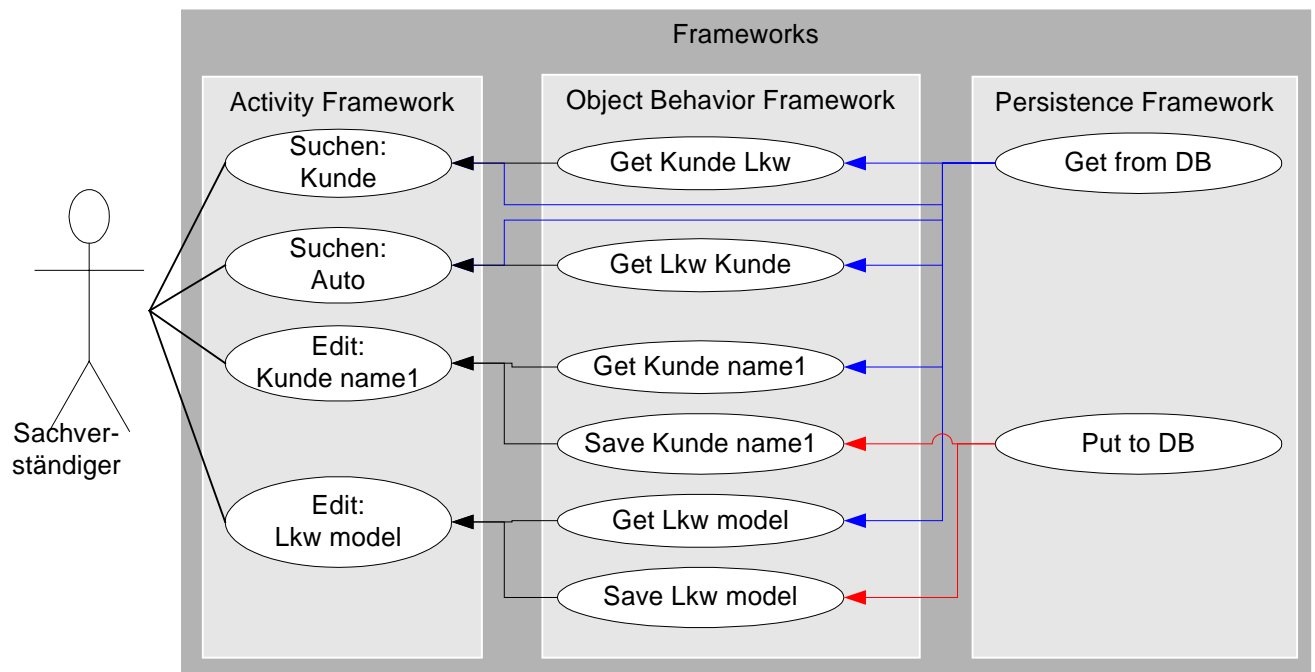 Frameworks
Activity Framework
Object Behavior Framework
Persistence Framework
Suchen:
Kunde
Get Kunde Lkw
Get from DB
Suchen:
Auto
Get Lkw Kunde
Edit:
Kunde name1
Get Kunde name1
Sachver-
ständiger
Save Kunde name1
Put to DB
Edit:
Lkw model
Get Lkw model
Save Lkw model